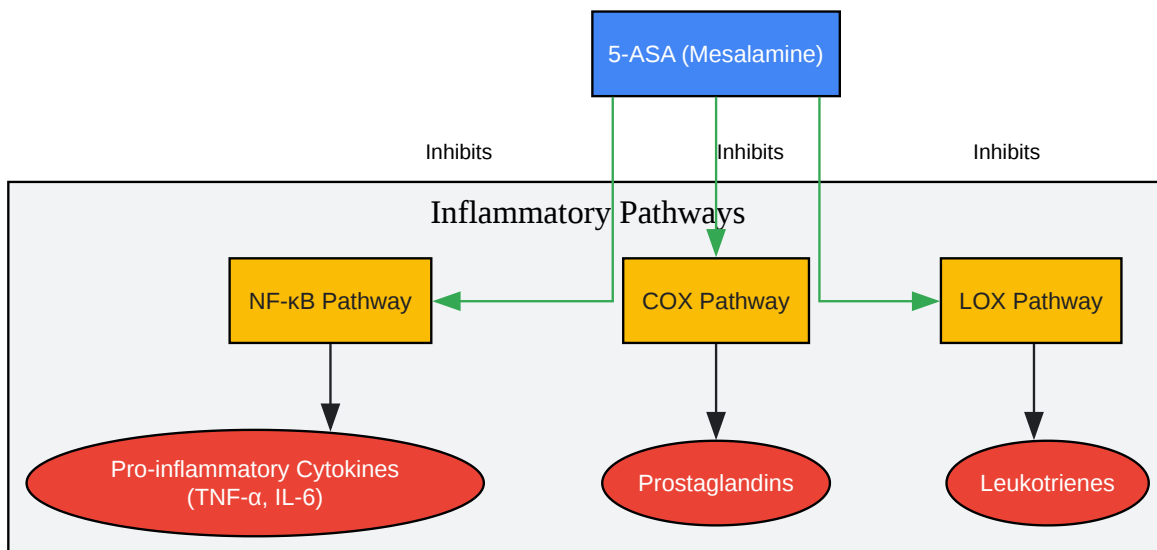 5-ASA (Mesalamine)
Inhibits
Inhibits
Inhibits
Inflammatory Pathways
NF-κB Pathway
COX Pathway
LOX Pathway
Pro-inflammatory Cytokines
(TNF-α, IL-6)
Prostaglandins
Leukotrienes